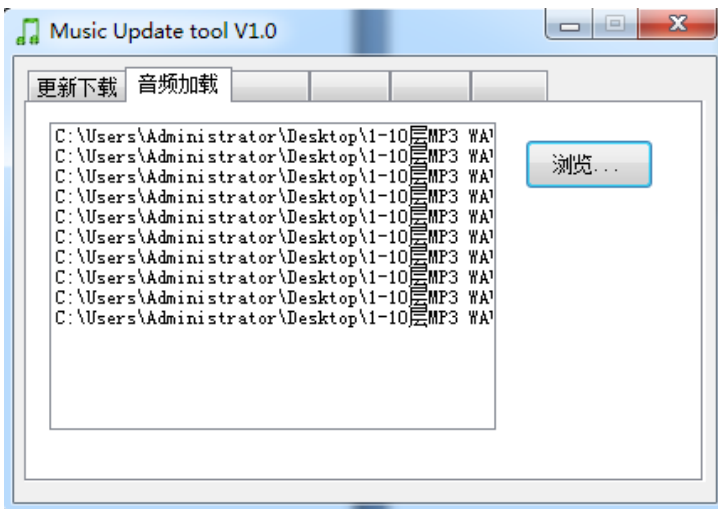 Music Update tool V1.0
更新下载 音频加载
C:\Users\Administrator\Desktop\1-10层MP3 WA
浏览...
C:\Users\Administrator\Desktop\1-10层MP3 WA
C:\Users\Administrator\Desktop\1-10层MP3 WA
C:\Users\Administrator\Desktop\1-10层MP3 WA
C:\Users\Administrator\Desktop\1-10层MP3 WA
C:\Users\Administrator\Desktop\1-10层MP3 WA
C:\Users\Administrator\Desktop\1-10层MP3 WA
C:\Users\Administrator\Desktop\1-10层MP3 WA
C:\Users\Administrator\Desktop\1-10层MP3 WA
C:\Users\Administrator\Desktop\1-10层MP3 WA